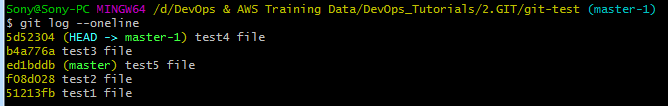 Sony@Sony-PC MINGW64 /d/DevOps & AWS Training Data/DevOps_Tutorials/2.GIT/git-test (master-1)
$ git log --oneline
5d52304 (HEAD -> master-1) test4 file
b4a776a test3 file
ed1bddb (master) test5 file
f08d028 test2 file
51213fb test1 file